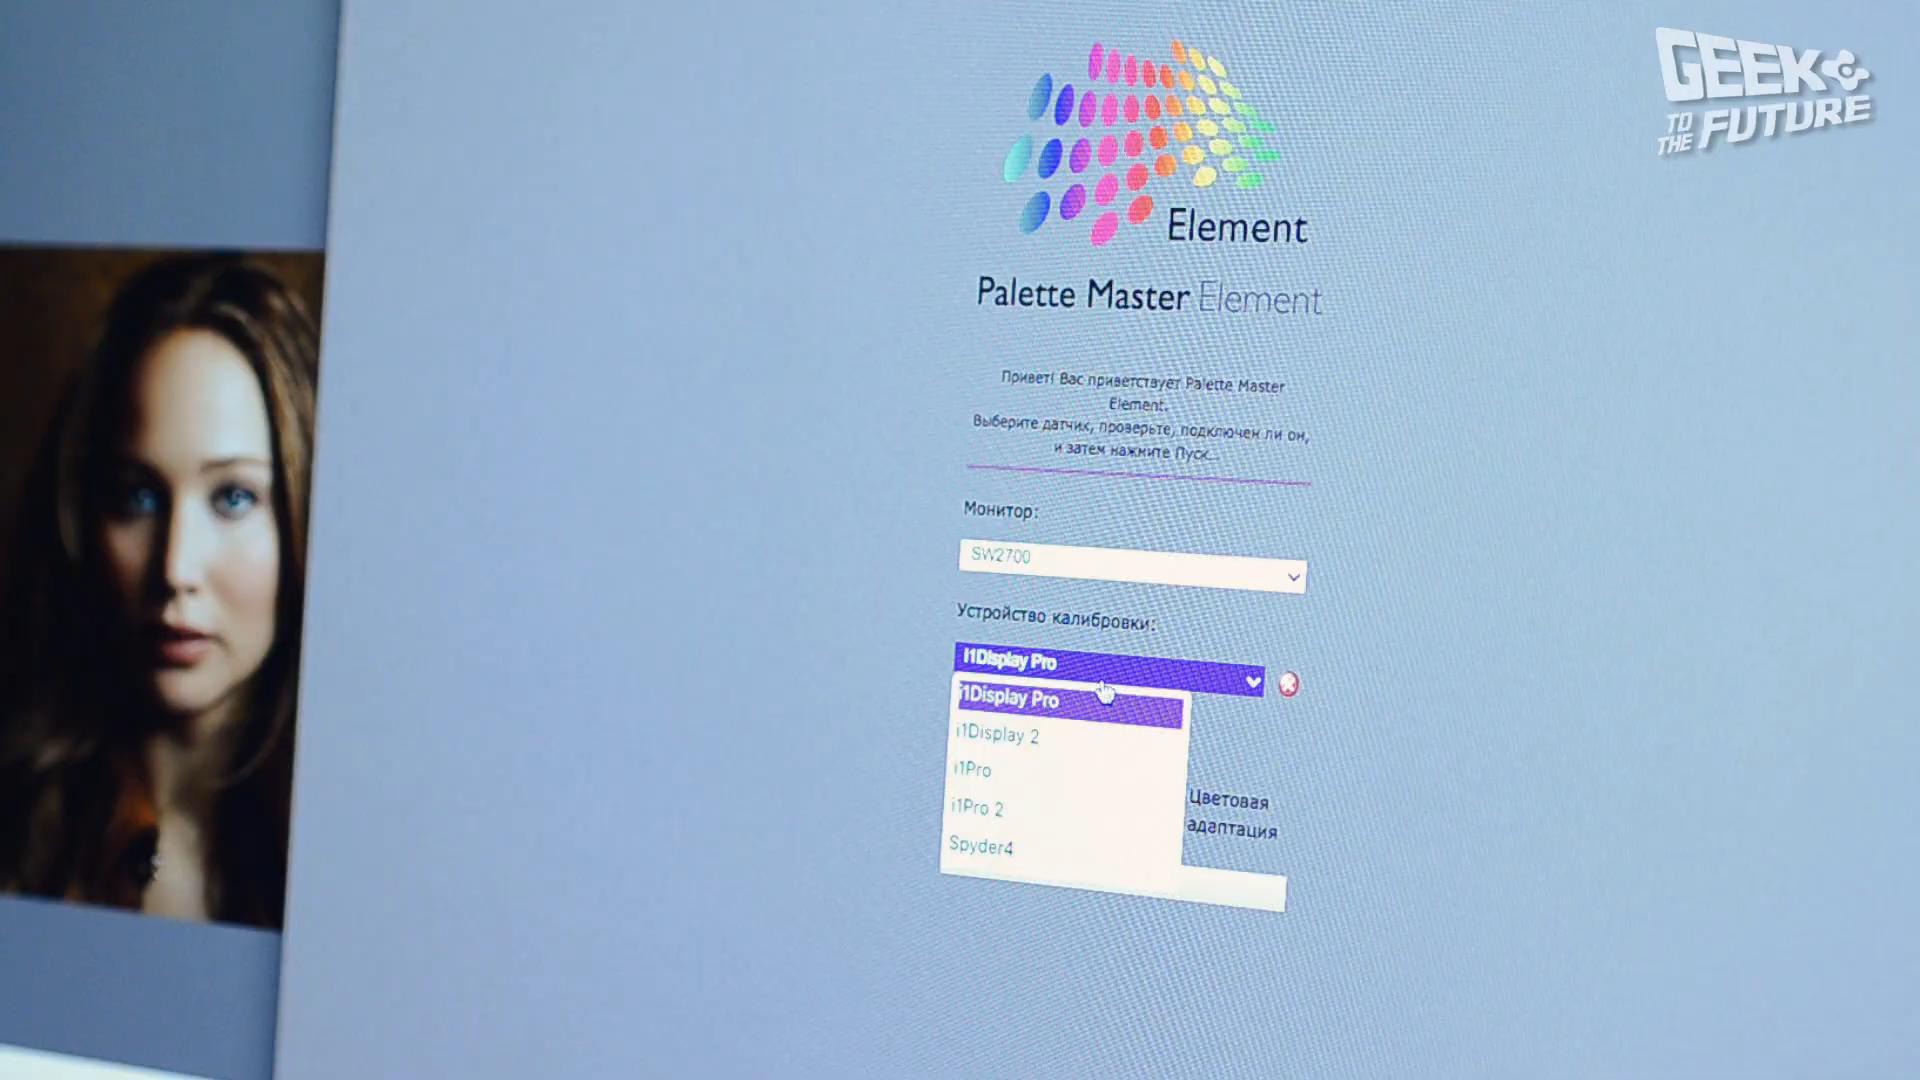 GEEK
TO THE FUTURE
Element
Palette Master Element
Привет! Вас приветствует Palette Master
Element.
Выберите датчик, проверьте, подключен ли он,
и затем нажмите Пуск...
Монитор:
SW2700
Устройство калибровки:
i1Display Pro
i1Display Pro
i1Display 2
i1Pro
i1Pro 2
Spyder4
Цветовая
адаптация